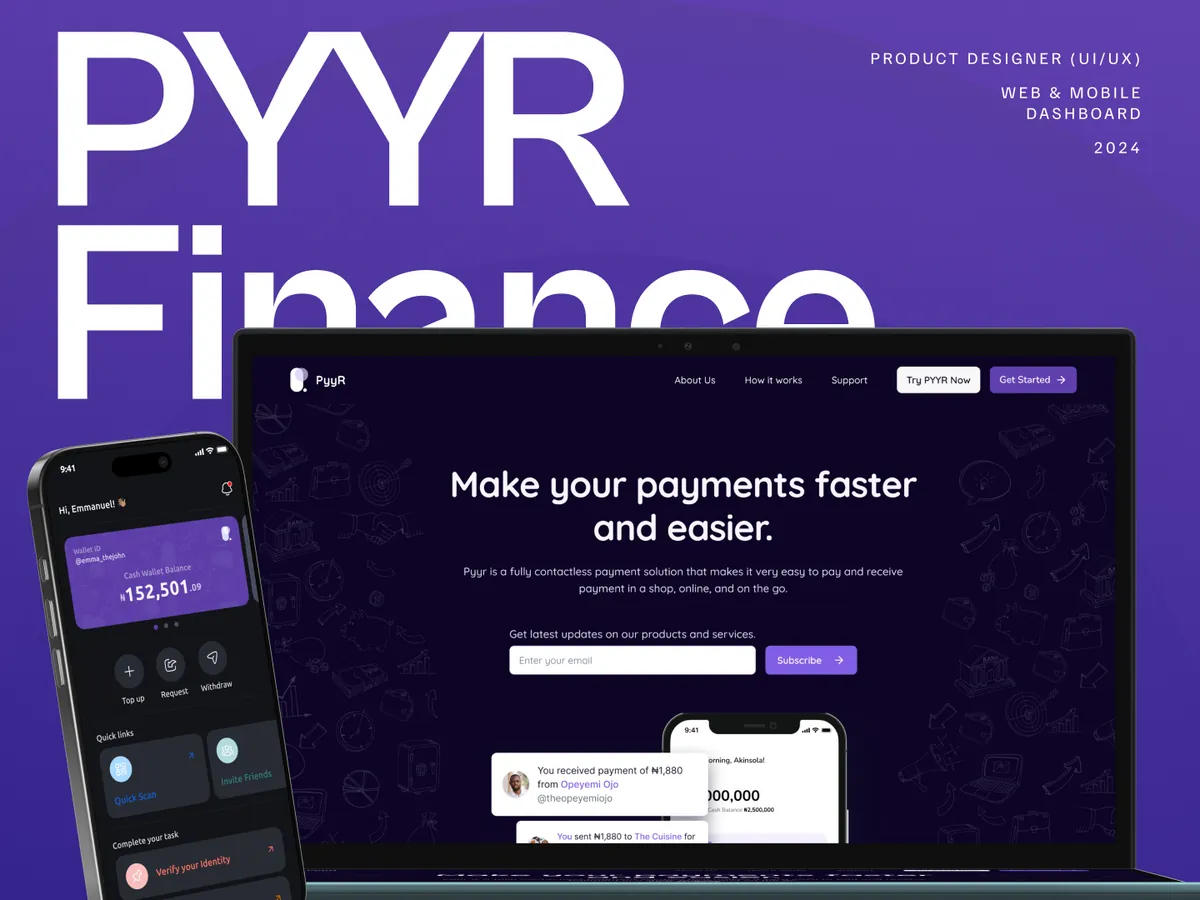 PYYR
Finance
PRODUCT DESIGNER (UI/UX)
WEB & MOBILE
DASHBOARD
2024
PyyR
About Us
How it works
Support
Try PYYR Now
Get Started
Make your payments faster
and easier.
Pyyr is a fully contactless payment solution that makes it very easy to pay and receive
payment in a shop, online, and on the go.
Get latest updates on our products and services.
Enter your email
Subscribe
9:41
orning, Akinsola!
000,000
Cash Balance ₦2,500,000
You received payment of ₦1,880
from Opeyemi Ojo
@theopeyemiojo
You sent ₦1,880 to The Cuisine for
9:41
Hi, Emmanuel! 👋🏾
Wallet ID
@emma_thejohn
Cash Wallet Balance
₦152,501.09
Top up
Request
Withdraw
Quick links
Quick Scan
Invite Friends
Complete your task
Verify your Identity